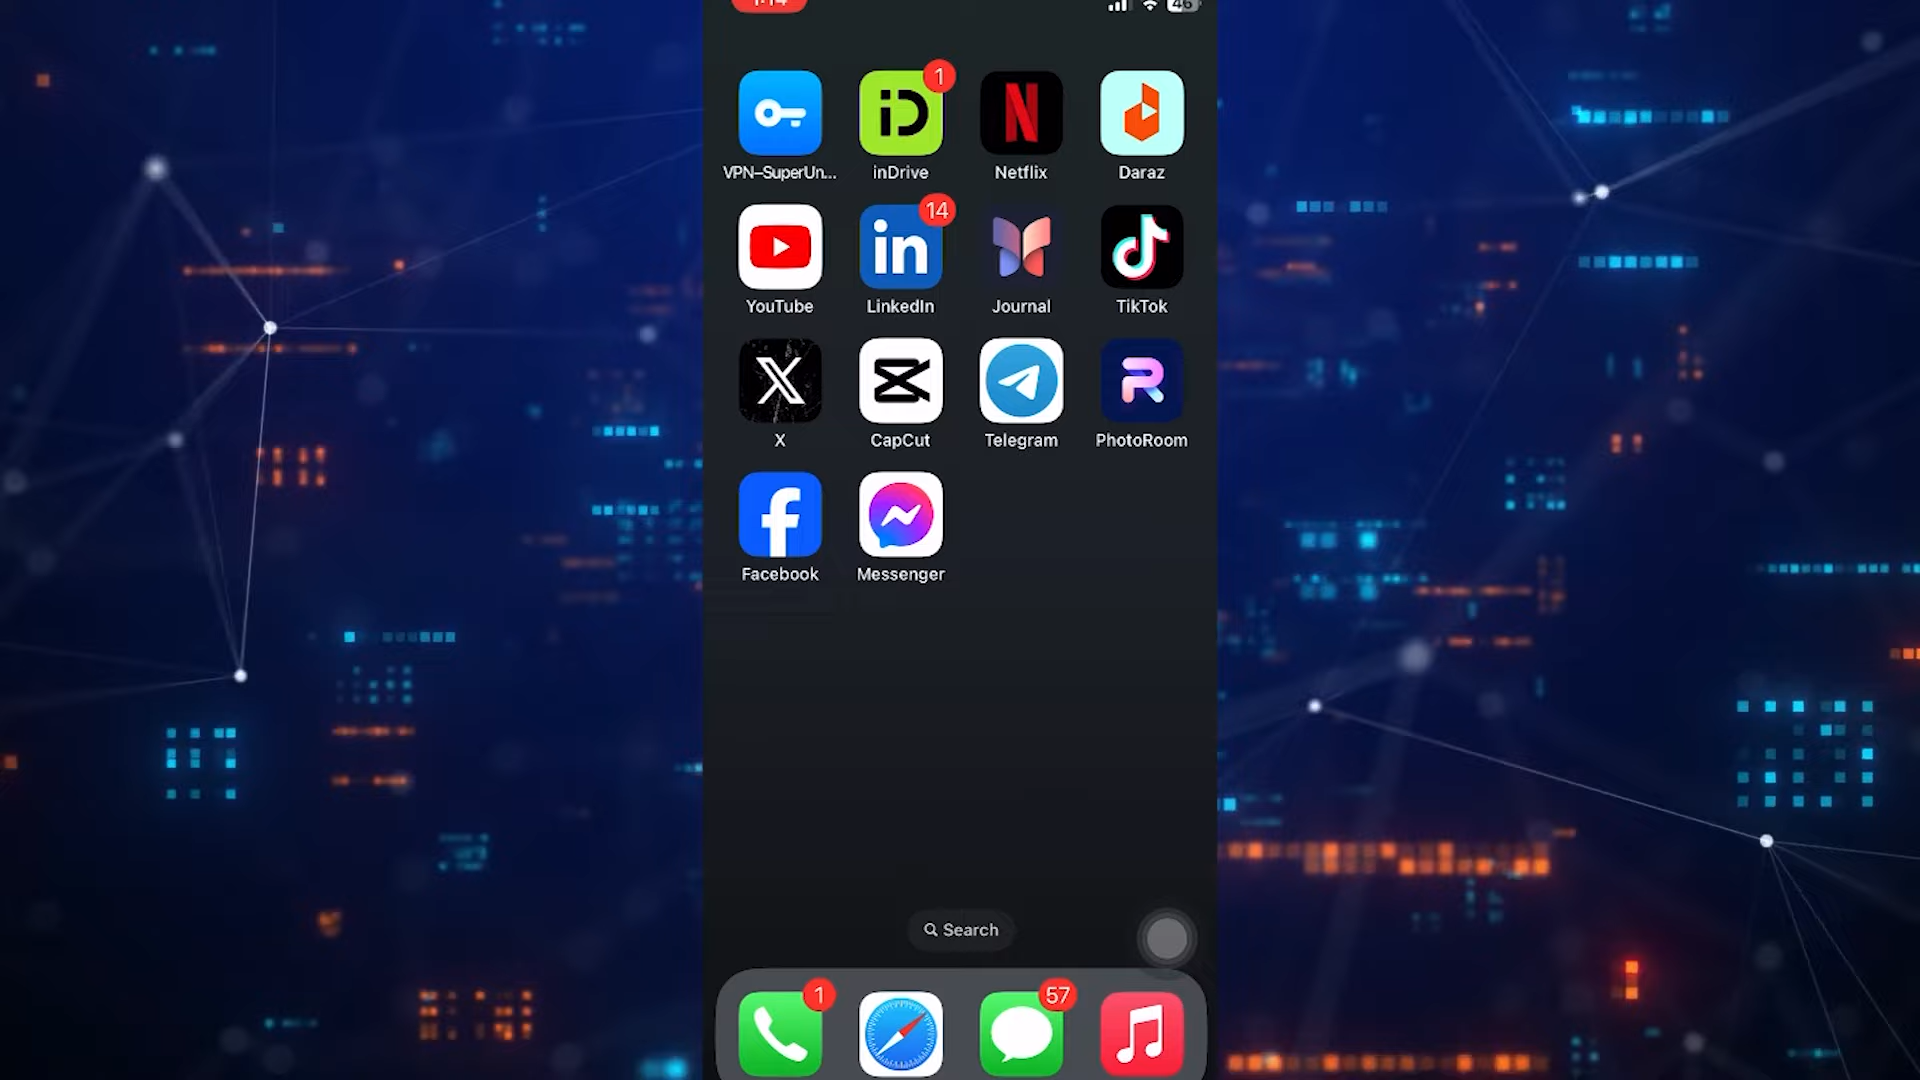 46
1
VPN–SuperUn... inDrive Netflix Daraz
14
YouTube LinkedIn Journal TikTok
X CapCut Telegram PhotoRoom
Facebook Messenger
Search
1 57